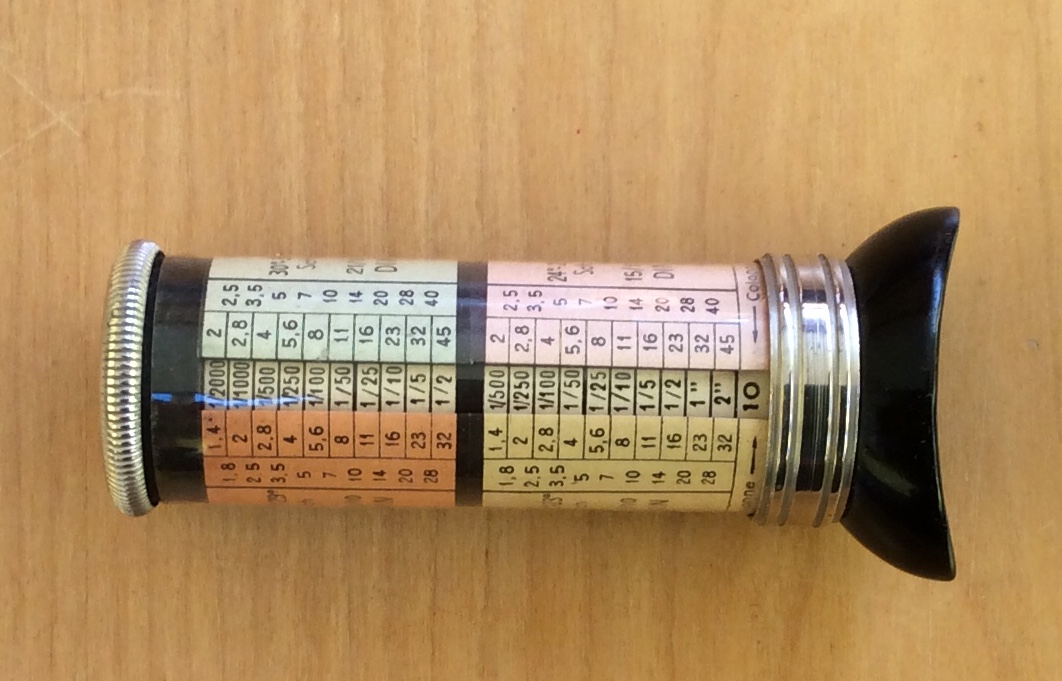 1,4 1/2000 2
1,8 2,5
2 1/1000 2,8
2,5 3,5
2,8 1/500 4
3,5 5
4 1/250 5,6
5 7
5,6 1/100 8
7 10
8 1/50 11
10 14
11 1/25 16
14 20
16 1/10 23
20 28
23 1/5 32
28 40
32 1/2 45
1,4 1/500 2
1,8 2,5
2 1/250 2,8
2,5 3,5
2,8 1/100 4
3,5 5
4 1/50 5,6
5 7
5,6 1/25 8
7 10
8 1/10 11
10 14
11 1/5 16
14 20
16 1/2 23
20 28
23 1" 32
28 40
32 2" 45
10